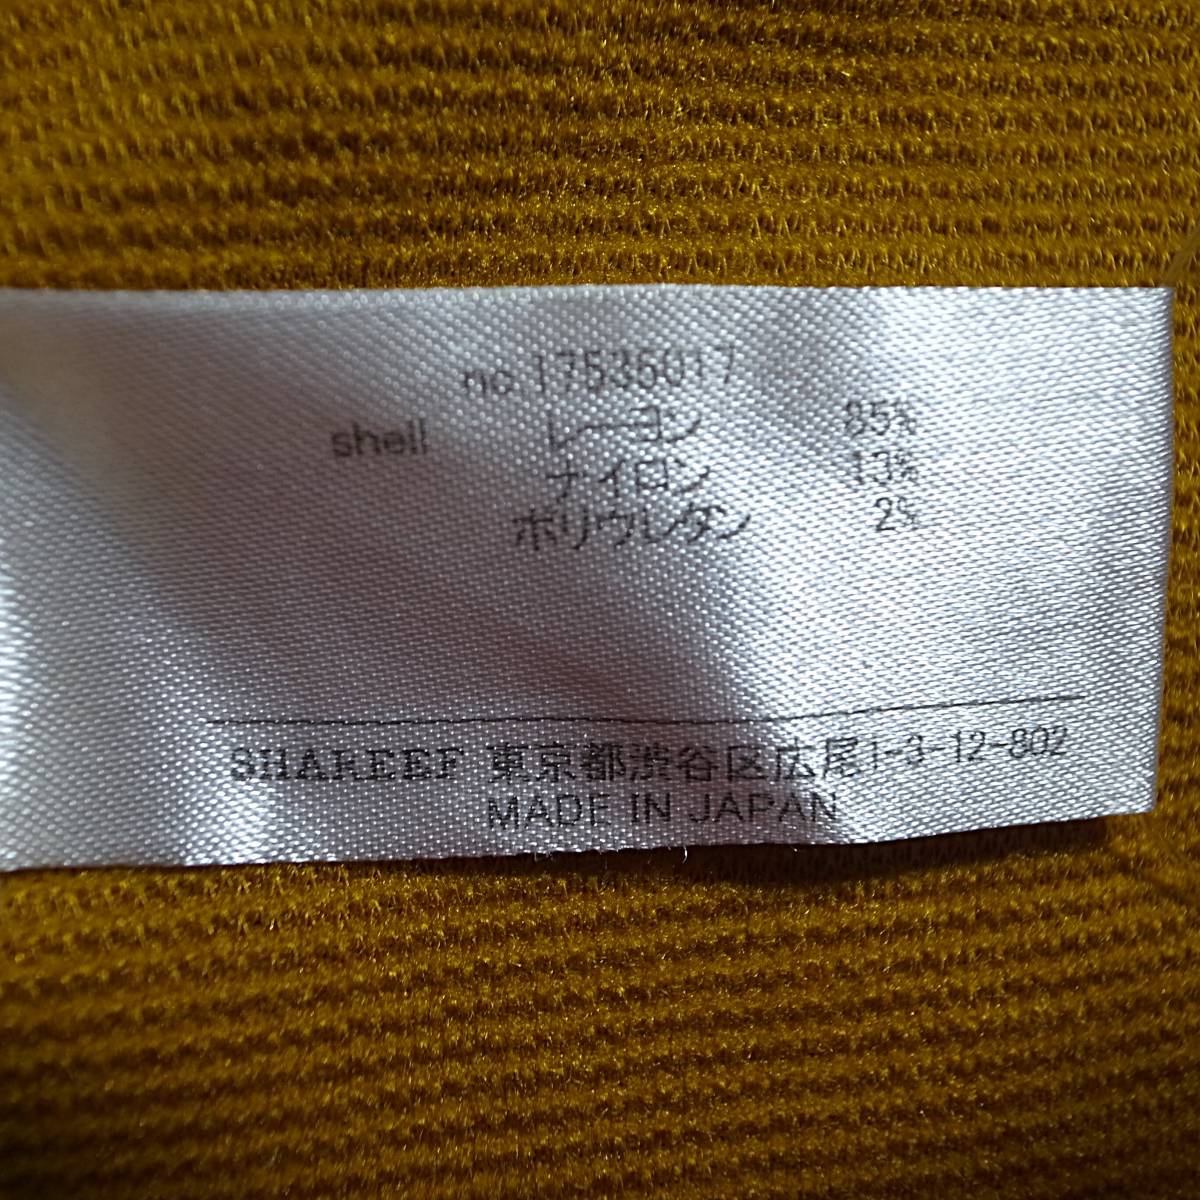 no 17536017
shell レーヨン 85%
ナイロン 13%
ポリウレタン 2%
SHAREEF 東京都渋谷区広尾1-3-12-802
MADE IN JAPAN